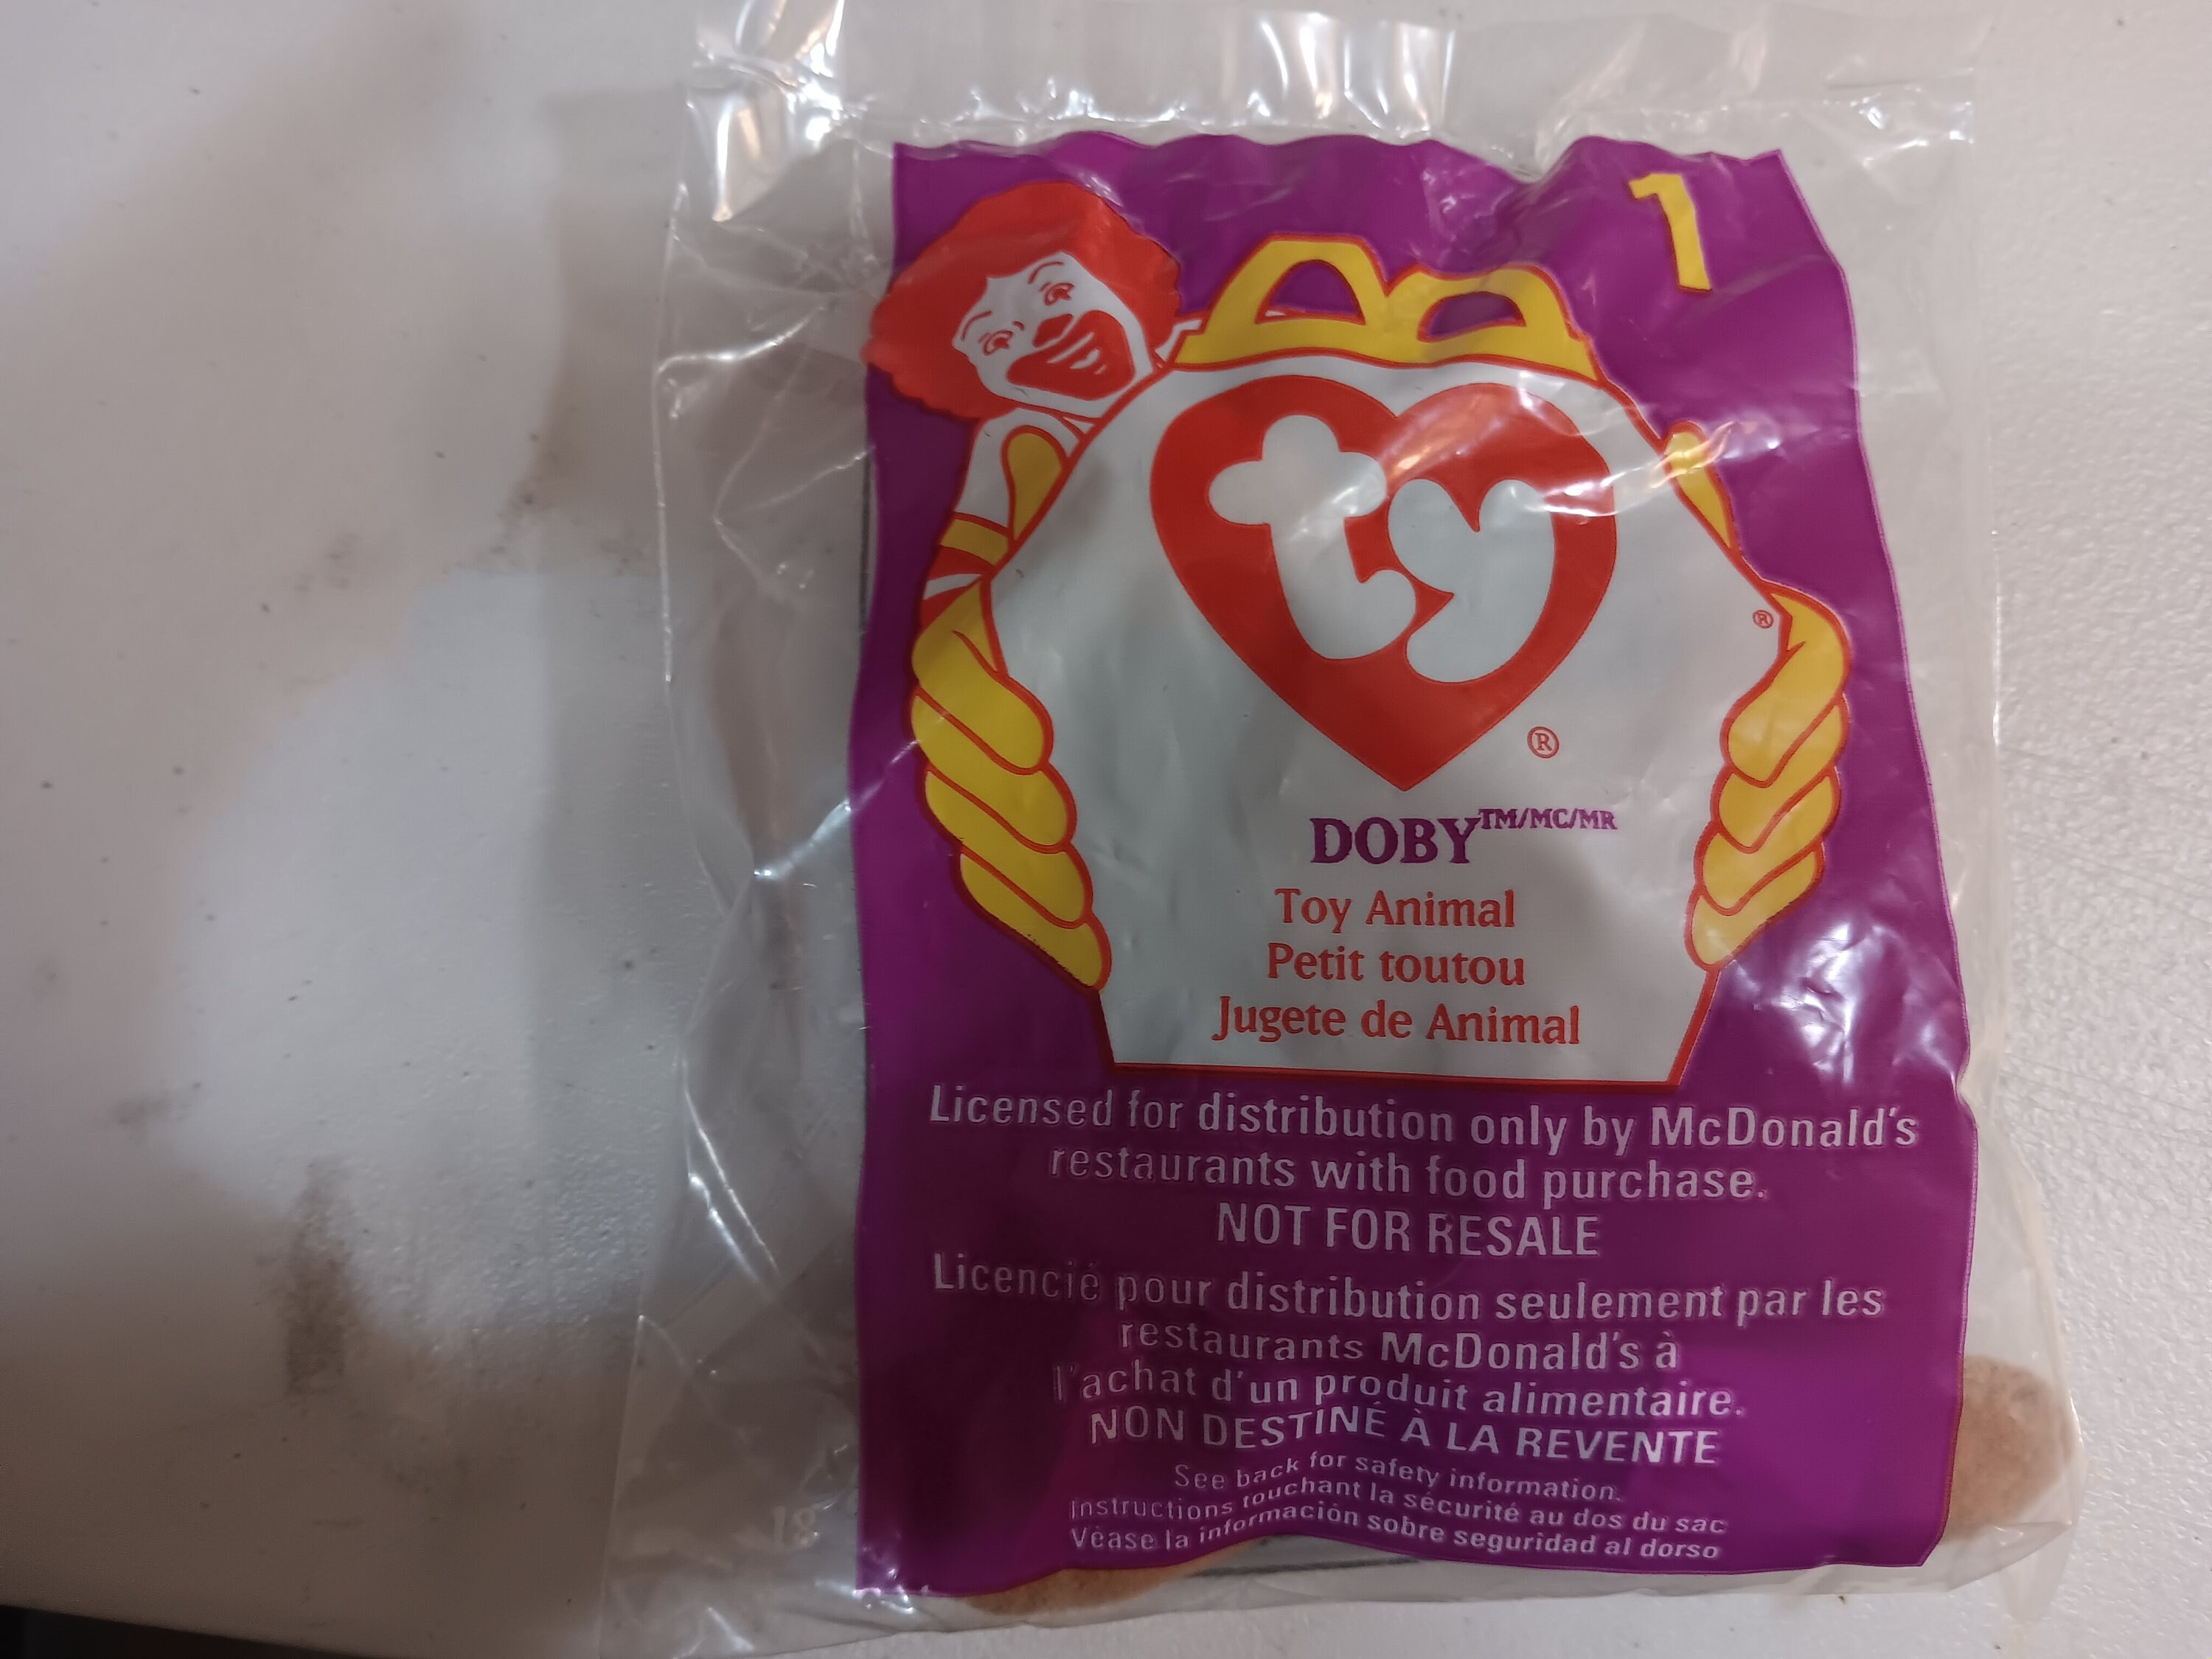 1
ty
®
®
DOBY™/MC/MR
Toy Animal
Petit toutou
Jugete de Animal
Licensed for distribution only by McDonald's
restaurants with food purchase.
NOT FOR RESALE
Licencié pour distribution seulement par les
restaurants McDonald's à
l'achat d'un produit alimentaire.
NON DESTINÉ À LA REVENTE
See back for safety information.
Instructions touchant la sécurité au dos du sac
Véase la información sobre seguridad al dorso
18